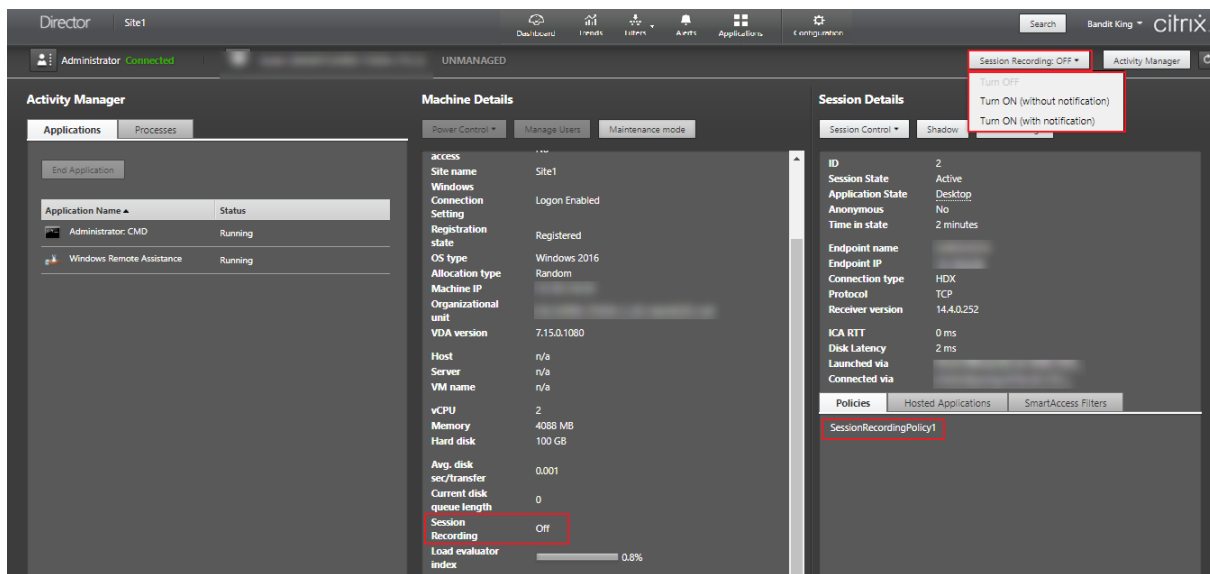 Director Site1
Dashboard Trends Filters Alerts Applications Configuration
Search Bandit King citrix
Administrator Connected UNMANAGED
Session Recording: OFF Activity Manager
Turn OFF
Turn ON (without notification)
Turn ON (with notification)
Activity Manager
Applications Processes
End Application
Application Name Status
Administrator: CMD Running
Windows Remote Assistance Running
Machine Details
Power Control Manage Users Maintenance mode
access No
Site name Site1
Windows
Connection Logon Enabled
Setting
Registration
state Registered
OS type Windows 2016
Allocation type Random
Machine IP
Organizational
unit
VDA version 7.15.0.1080
Host n/a
Server n/a
VM name n/a
vCPU 2
Memory 4088 MB
Hard disk 100 GB
Avg. disk
sec/transfer 0.001
Current disk
queue length 0
Session
Recording Off
Load evaluator
index 0.8%
Session Details
Session Control Shadow
ID 2
Session State Active
Application State Desktop
Anonymous No
Time in state 2 minutes
Endpoint name
Endpoint IP
Connection type HDX
Protocol TCP
Receiver version 14.4.0.252
ICA RTT 0 ms
Disk Latency 2 ms
Launched via
Connected via
Policies Hosted Applications SmartAccess Filters
SessionRecordingPolicy1